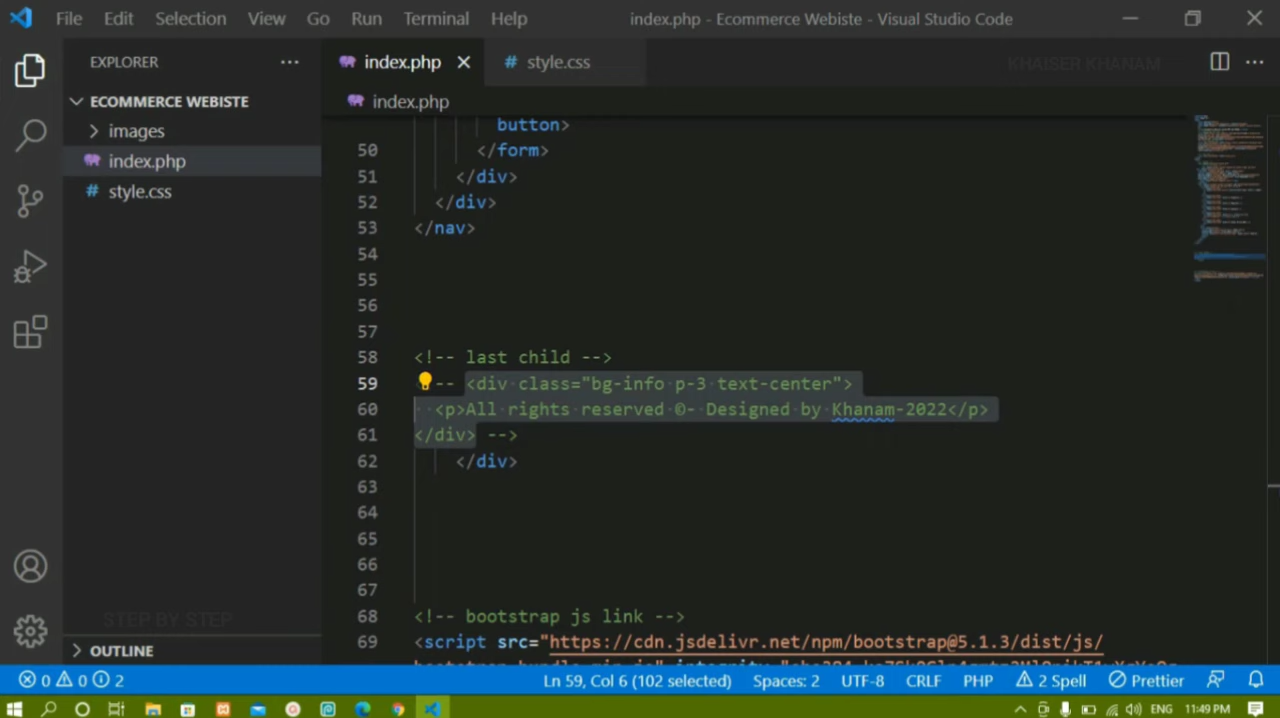 File Edit Selection View Go Run Terminal Help index.php - Ecommerce Webiste - Visual Studio Code
EXPLORER
ECOMMERCE WEBISTE
images
index.php
style.css
STEP BY STEP
OUTLINE
index.php style.css
KHAISER KHANAM
index.php
button>
50 </form>
51 </div>
52 </div>
53 </nav>
54
55
56
57
58 <!-- last child -->
59 -- <div class="bg-info p-3 text-center">
60 <p>All rights reserved ©- Designed by Khanam-2022</p>
61 </div> -->
62 </div>
63
64
65
66
67
68 <!-- bootstrap js link -->
69 <script src="https://cdn.jsdelivr.net/npm/bootstrap@5.1.3/dist/js/
0 0 2 Ln 59, Col 6 (102 selected) Spaces: 2 UTF-8 CRLF PHP 2 Spell Prettier
ENG 11:49 PM